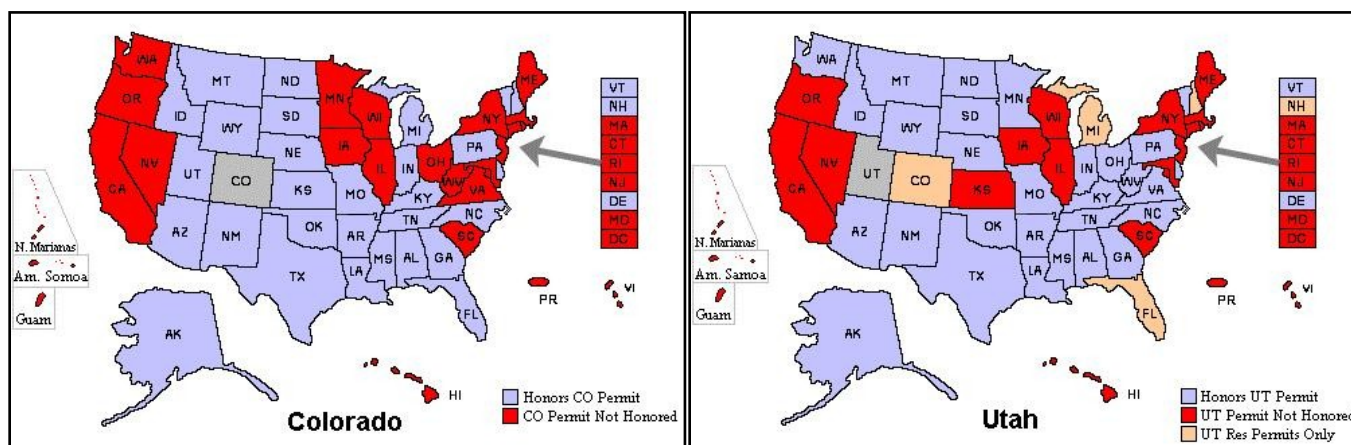 WA
MT
ND
MN
ME
OR
ID
WY
SD
WI
MI
NY
NV
UT
CO
NE
IA
IL
IN
OH
PA
CA
KS
MO
KY
WV
VA
AZ
NM
OK
AR
TN
NC
SC
TX
LA
MS
AL
GA
FL
AK
HI
VT
NH
MA
CT
RI
NJ
DE
MD
DC
N. Marianas
Am. Somoa
Guam
PR
VI
Honors CO Permit
CO Permit Not Honored
Colorado
WA
MT
ND
MN
ME
OR
ID
WY
SD
WI
MI
NY
NV
UT
CO
NE
IA
IL
IN
OH
PA
CA
KS
MO
KY
WV
VA
AZ
NM
OK
AR
TN
NC
SC
TX
LA
MS
AL
GA
FL
AK
HI
VT
NH
MA
CT
RI
NJ
DE
MD
DC
N. Marianas
Am. Samoa
Guam
PR
VI
Honors UT Permit
UT Permit Not Honored
UT Res Permits Only
Utah